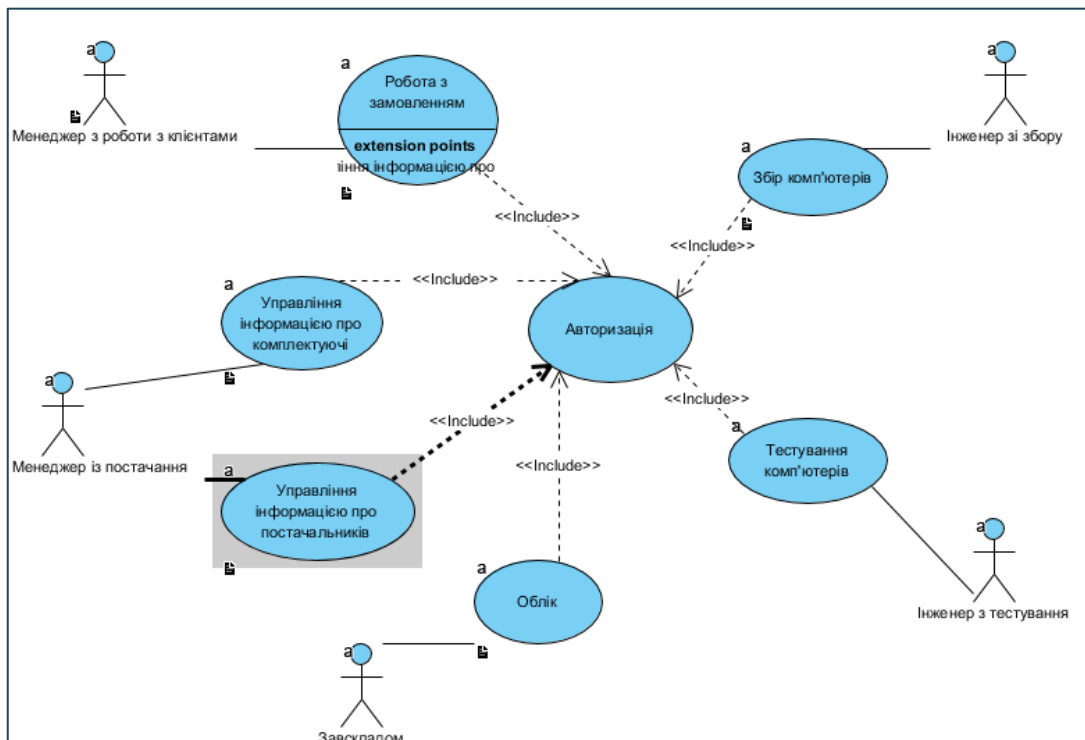 a
Менеджер з роботи з клієнтами
a
Робота з
замовленням
extension points
іння інформацією про
a
Інженер зі збору
a
Збір комп'ютерів
<<Include>>
<<Include>>
<<Include>>
a
Управління
інформацією про
комплектуючі
Авторизація
a
Менеджер із постачання
<<Include>>
<<Include>>
a
Тестування
комп'ютерів
a
Управління
інформацією про
постачальників
<<Include>>
a
Інженер з тестування
a
Облік
a
Завскладом